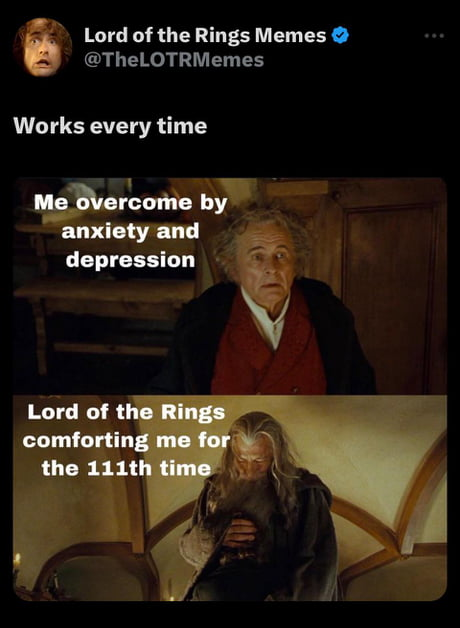 Lord of the Rings Memes
@TheLOTRMemes
Works every time
Me overcome by
anxiety and
depression
Lord of the Rings
comforting me for
the 111th time